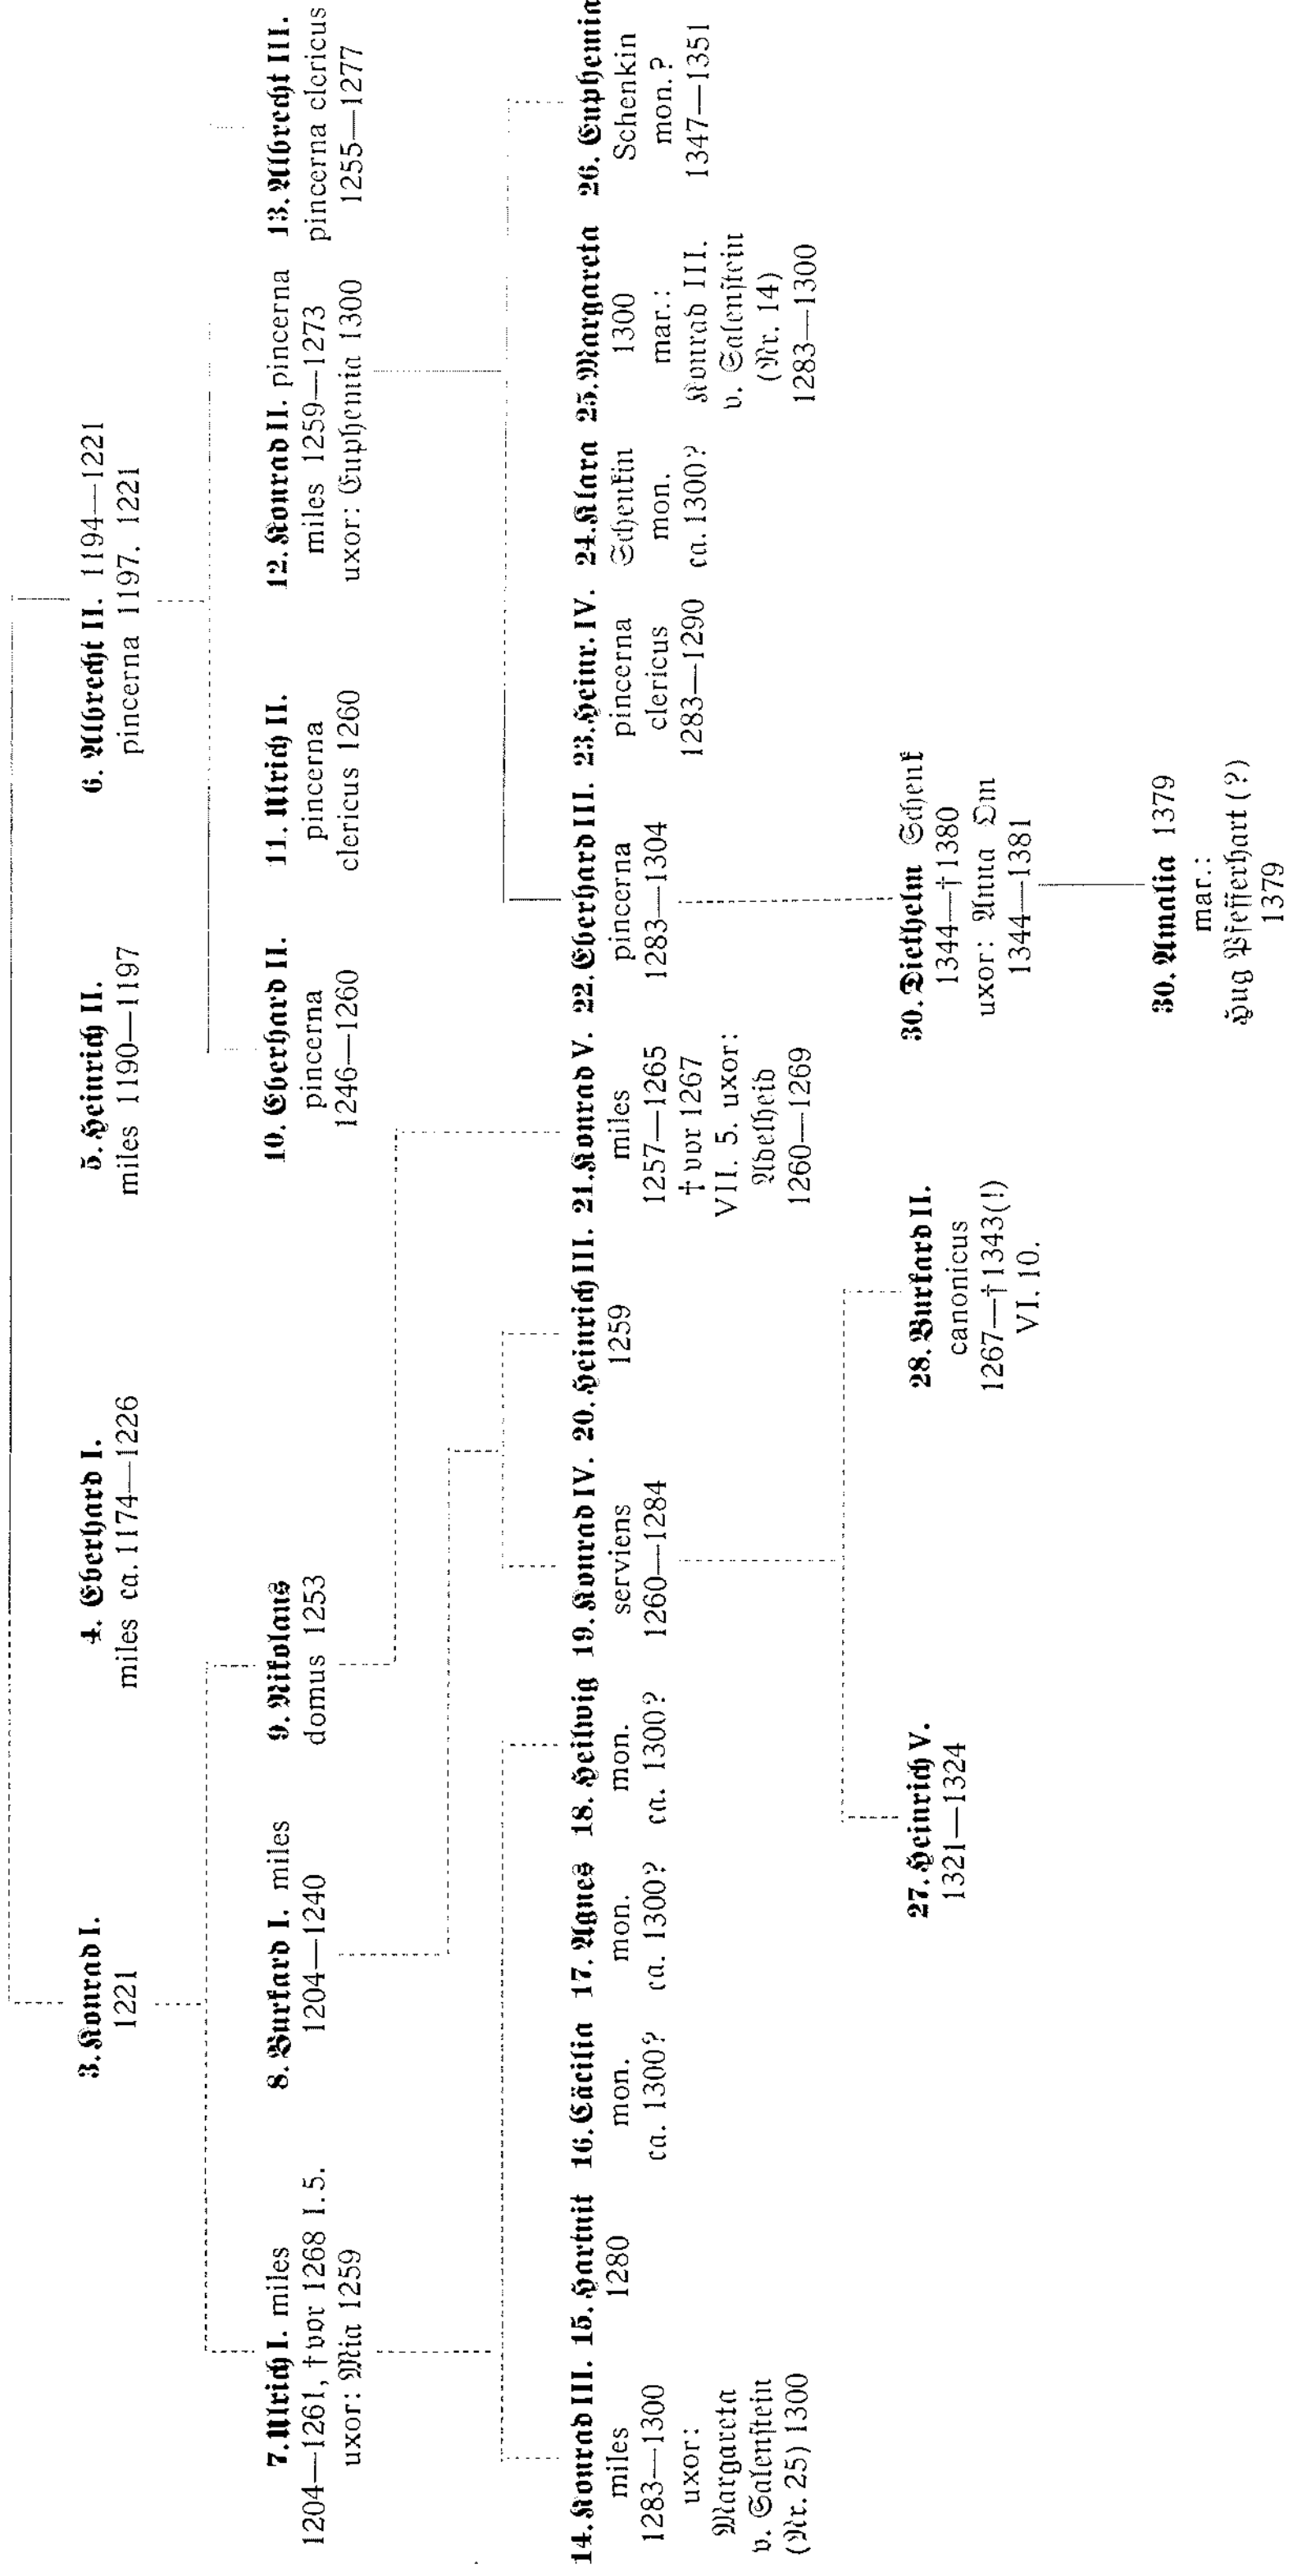 3. Konrad I.
1221
4. Eberhard I.
miles ca. 1174—1226
5. Heinrich II.
miles 1190—1197
6. Albrecht II. 1194—1221
pincerna 1197. 1221
7. Ulrich I. miles
1204—1261, † vor 1268 I. 5.
uxor: Mia 1259
8. Burkard I. miles
1204—1240
9. Nikolaus
domus 1253
10. Eberhard II.
pincerna
1246—1260
11. Ulrich II.
pincerna
clericus 1260
12. Konrad II. pincerna
miles 1259—1273
uxor: Euphemia 1300
13. Albrecht III.
pincerna clericus
1255—1277
14. Konrad III.
miles
1283—1300
uxor:
Margareta
v. Salenstein
(Nr. 25) 1300
15. Hartnit
1280
16. Cäcilia
mon.
ca. 1300?
17. Agnes
mon.
ca. 1300?
18. Heilwig
mon.
ca. 1300?
19. Konrad IV.
serviens
1260—1284
20. Heinrich III.
1259
21. Konrad V.
miles
1257—1265
† vor 1267
VII. 5. uxor:
Adelheid
1260—1269
22. Eberhard III.
pincerna
1283—1304
23. Heinr. IV.
pincerna
clericus
1283—1290
24. Klara
Schenkin
mon.
ca. 1300?
25. Margareta
1300
mar.:
Konrad III.
v. Salenstein
(Nr. 14)
1283—1300
26. Euphemia
Schenkin
mon.?
1347—1351
27. Heinrich V.
1321—1324
28. Burkard II.
canonicus
1267—†1343(!)
VI. 10.
30. Diethelm Schenk
1344—†1380
uxor: Anna Om
1344—1381
30. Amalia 1379
mar.:
Hug Pfefferhart (?)
1379